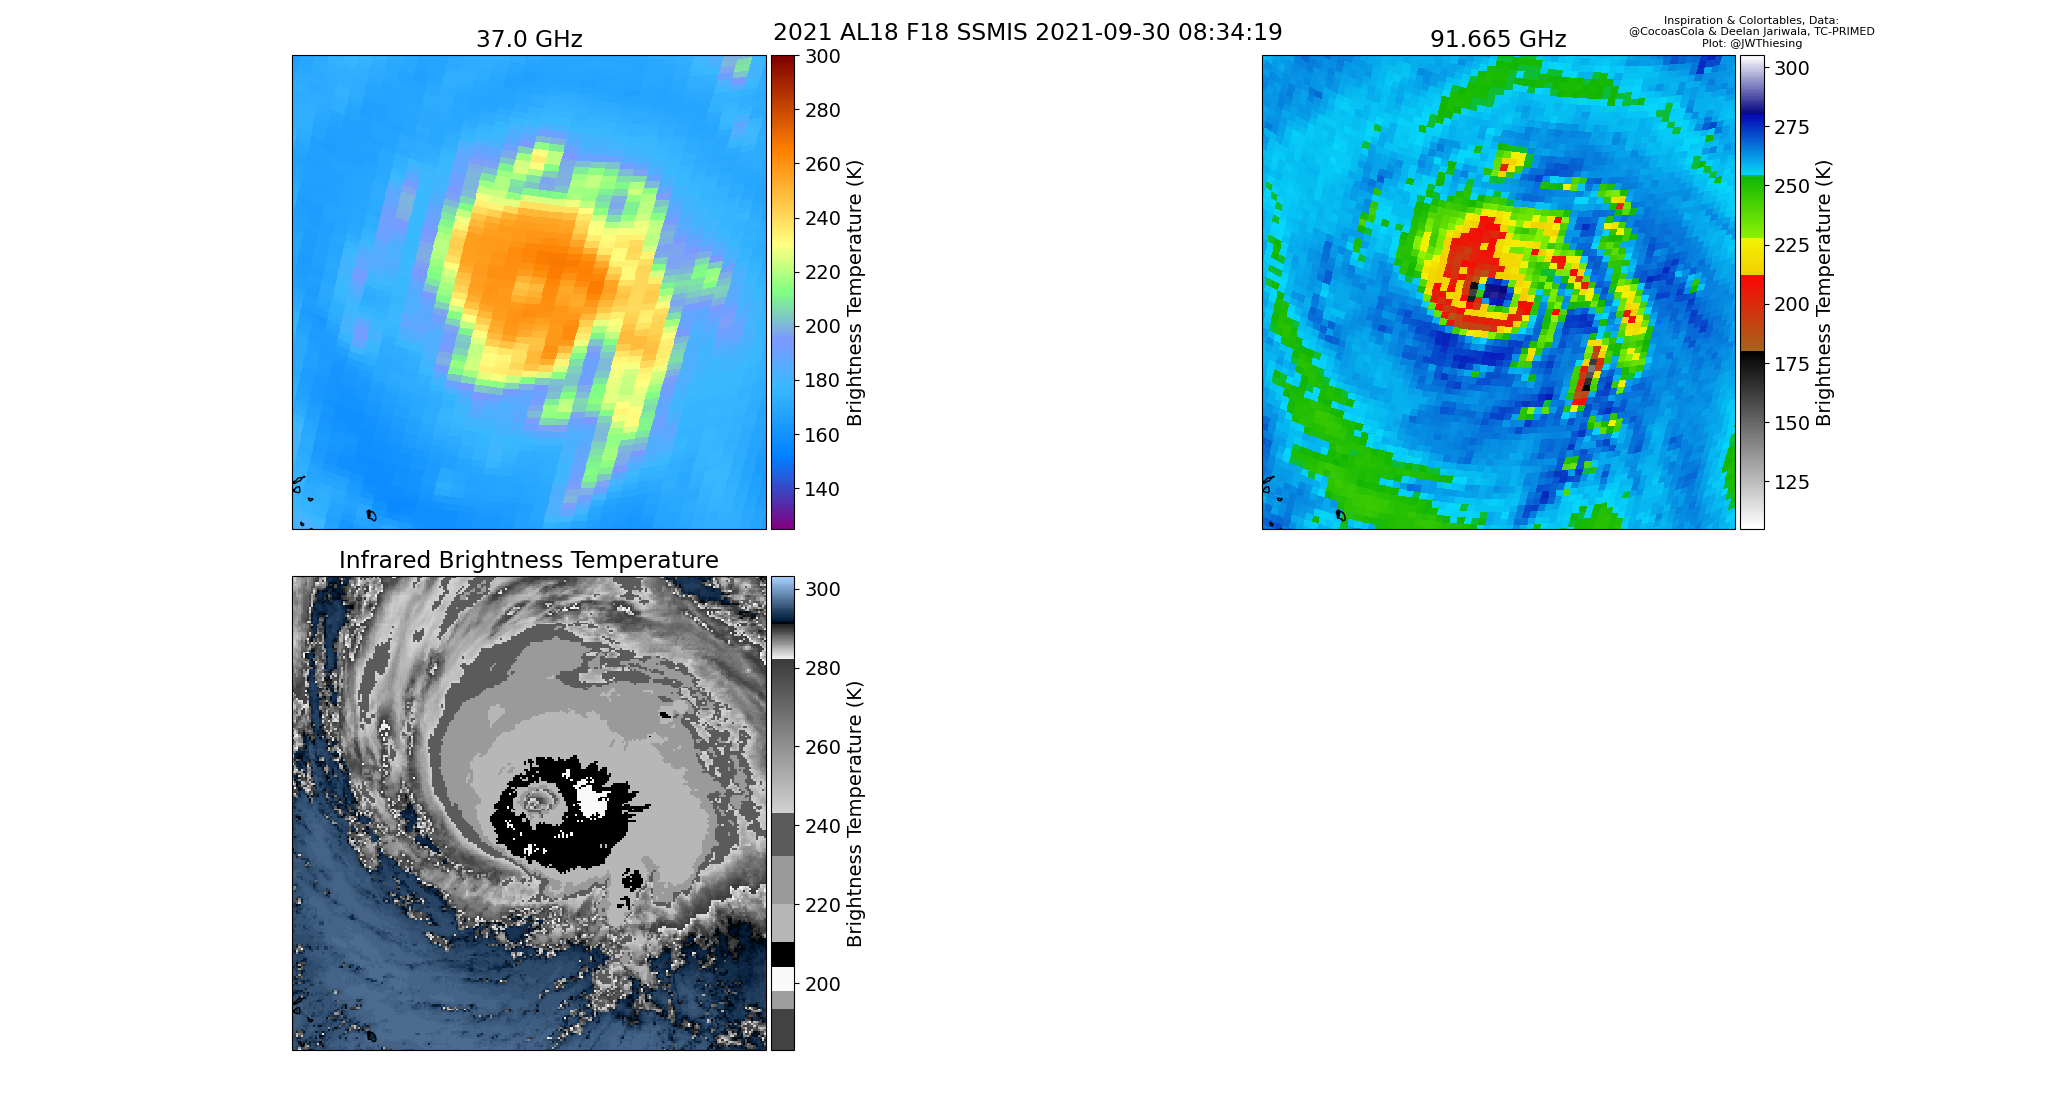 2021 AL18 F18 SSMIS 2021-09-30 08:34:19
Inspiration & Colortables, Data:
@CocoasCola & Deelan Jariwala, TC-PRIMED
Plot: @JWThiesing
37.0 GHz
300
280
260
240
220
200
180
160
140
Brightness Temperature (K)
91.665 GHz
300
275
250
225
200
175
150
125
Brightness Temperature (K)
Infrared Brightness Temperature
300
280
260
240
220
200
Brightness Temperature (K)